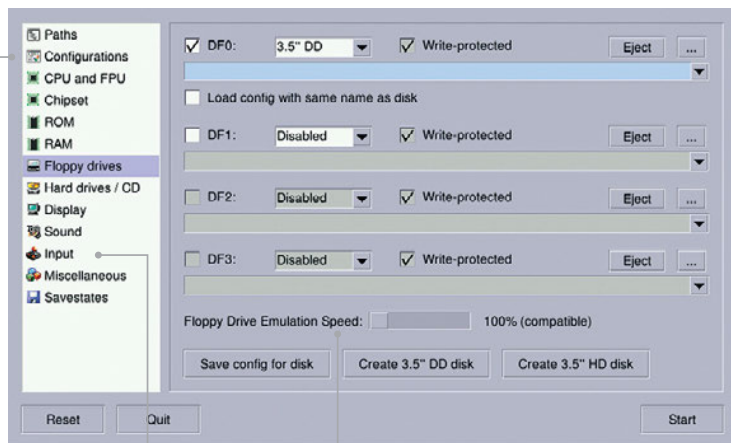 Paths
Configurations
CPU and FPU
Chipset
ROM
RAM
Floppy drives
Hard drives / CD
Display
Sound
Input
Miscellaneous
Savestates
DF0: 3.5" DD Write-protected Eject ...
Load config with same name as disk
DF1: Disabled Write-protected Eject ...
DF2: Disabled Write-protected Eject ...
DF3: Disabled Write-protected Eject ...
Floppy Drive Emulation Speed: 100% (compatible)
Save config for disk Create 3.5" DD disk Create 3.5" HD disk
Reset Quit Start